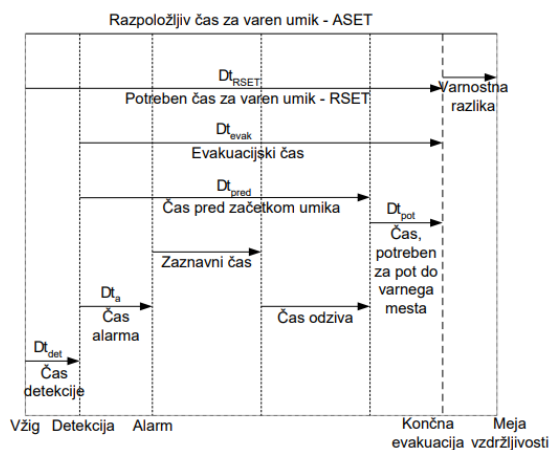 Razpoložljiv čas za varen umik - ASET
Dt_RSET
Potreben čas za varen umik - RSET
Varnostna
razlika
Dt_evak
Evakuacijski čas
Dt_pred
Čas pred začetkom umika
Dt_pot
Čas,
potreben
za pot do
varnega
mesta
Zaznavni čas
Dt_a
Čas
alarma
Čas odziva
Dt_det
Čas
detekcije
Vžig Detekcija Alarm
Končna
evakuacija
Meja
vzdržljivosti